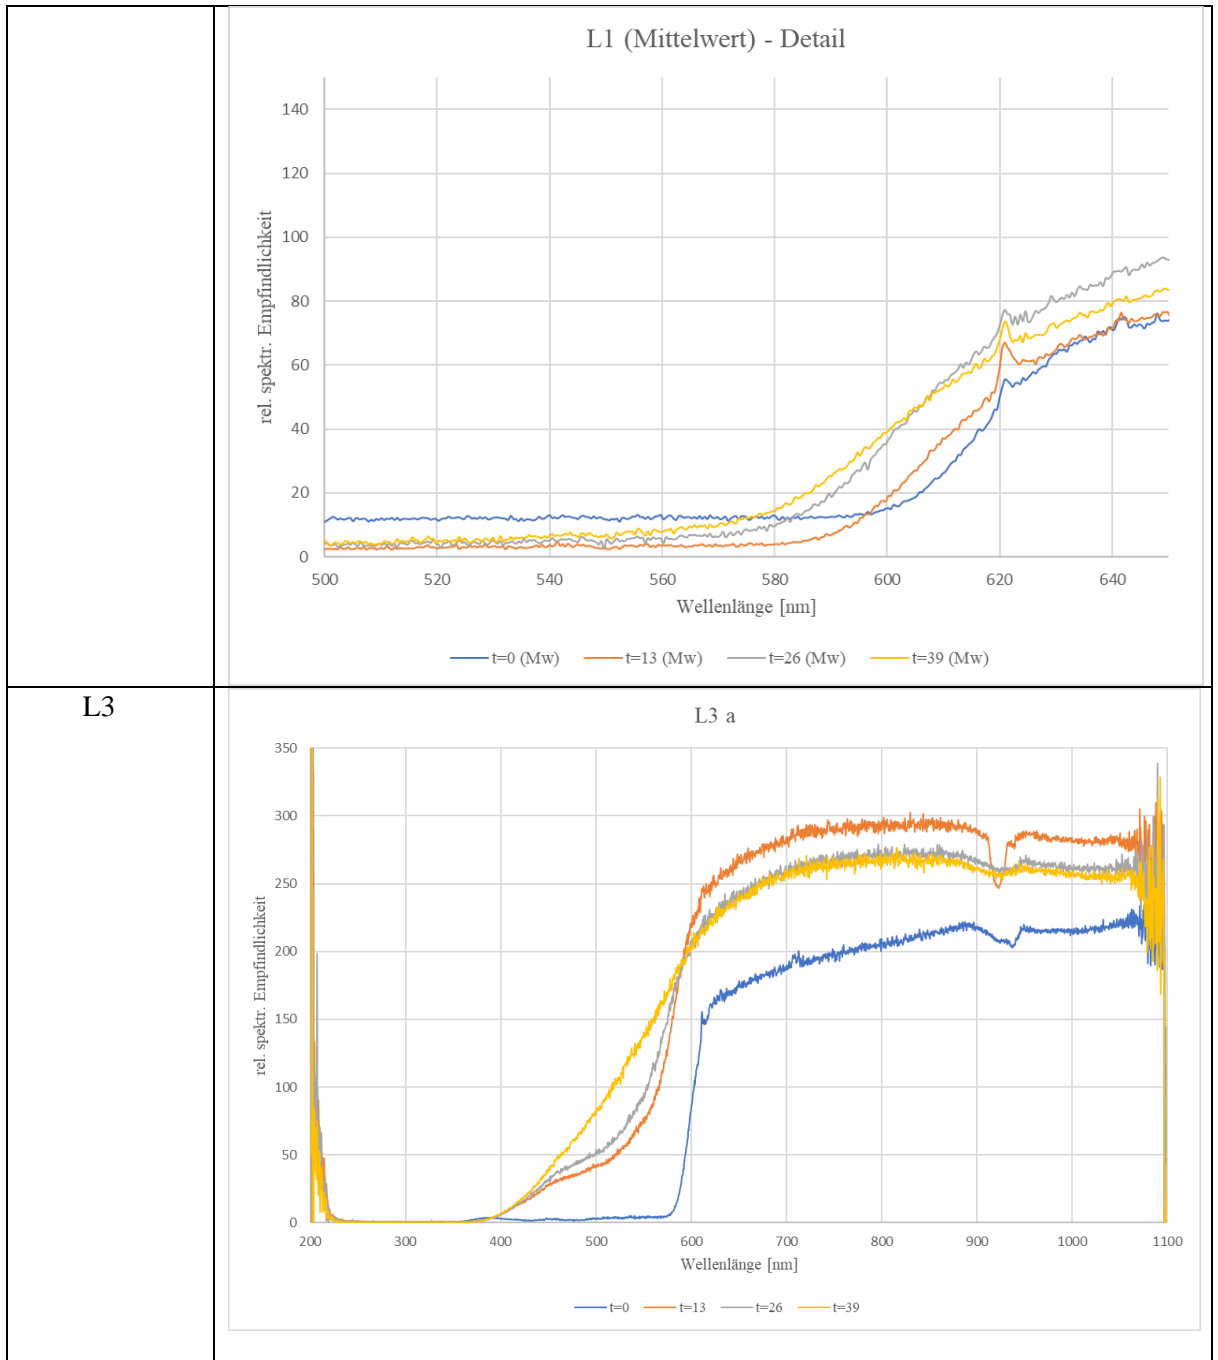 L1 (Mittelwert) - Detail
140
120
100
80
60
40
20
0
rel. spektr. Empfindlichkeit
500 520 540 560 580 600 620 640
Wellenlänge [nm]
t=0 (Mw) t=13 (Mw) t=26 (Mw) t=39 (Mw)
L3
L3 a
350
300
250
200
150
100
50
0
rel. spektr. Empfindlichkeit
200 300 400 500 600 700 800 900 1000 1100
Wellenlänge [nm]
t=0 t=13 t=26 t=39